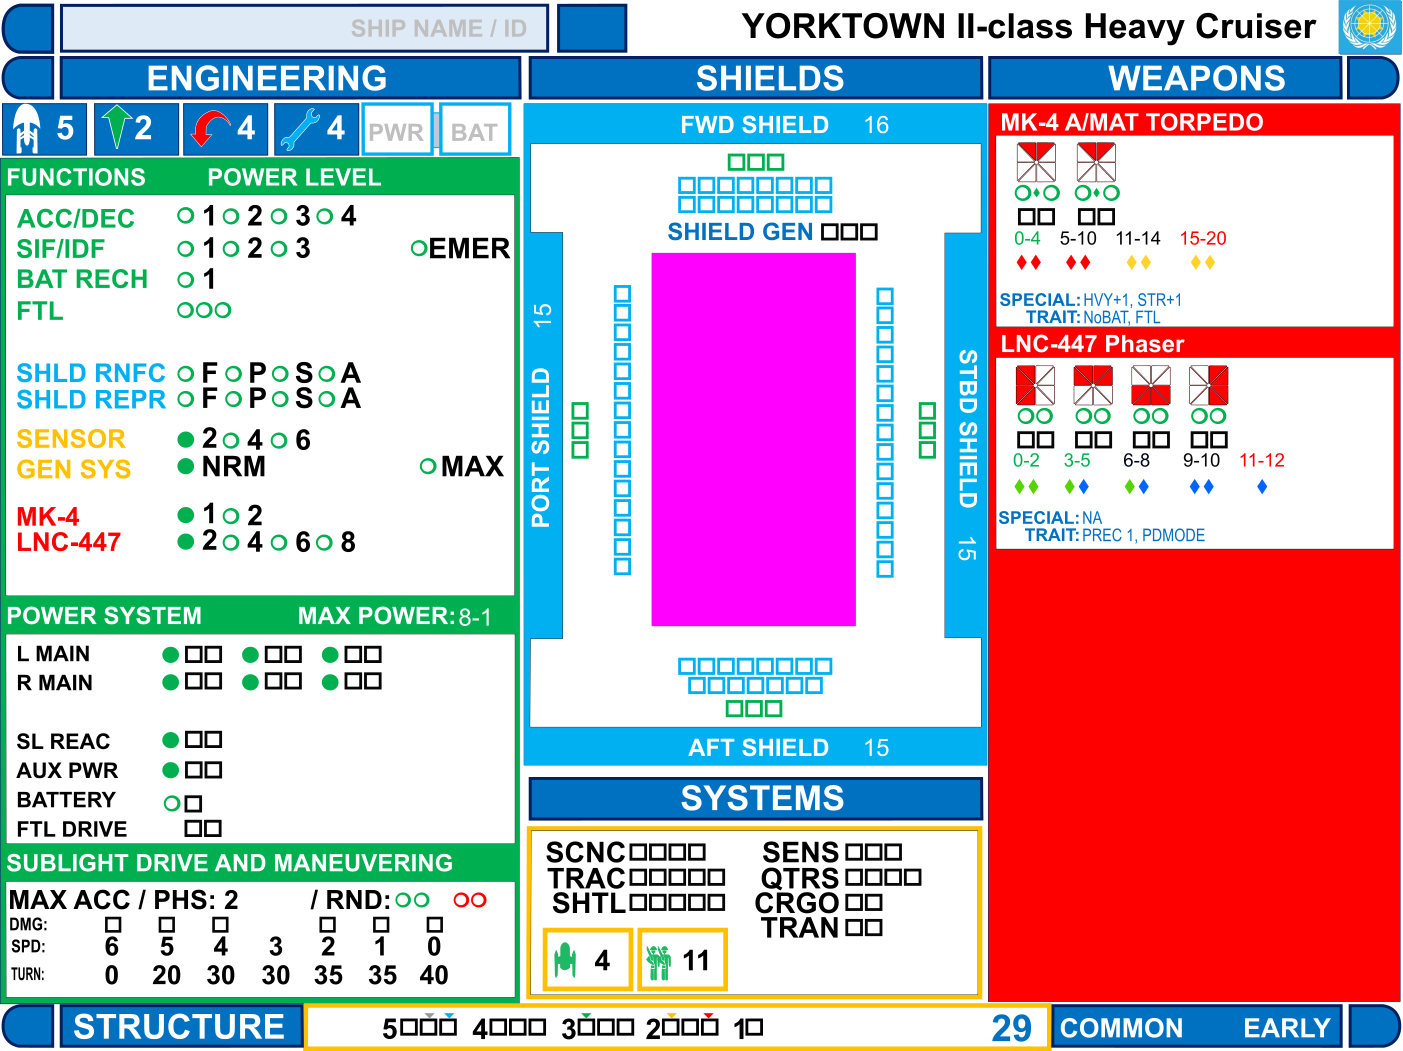 SHIP NAME / ID
YORKTOWN II-class Heavy Cruiser
ENGINEERING
SHIELDS
WEAPONS
5
2
4
4
PWR
BAT
FUNCTIONS POWER LEVEL
ACC/DEC 1 2 3 4
SIF/IDF 1 2 3 EMER
BAT RECH 1
FTL
SHLD RNFC F P S A
SHLD REPR F P S A
SENSOR 2 4 6
GEN SYS NRM MAX
MK-4 1 2
LNC-447 2 4 6 8
POWER SYSTEM MAX POWER: 8-1
L MAIN
R MAIN
SL REAC
AUX PWR
BATTERY
FTL DRIVE
SUBLIGHT DRIVE AND MANEUVERING
MAX ACC / PHS: 2 / RND:
DMG:
SPD: 6 5 4 3 2 1 0
TURN: 0 20 30 30 35 35 40
FWD SHIELD 16
SHIELD GEN
PORT SHIELD 15
STBD SHIELD 15
AFT SHIELD 15
SYSTEMS
SCNC SENS
TRAC QTRS
SHTL CRGO
TRAN
4 11
MK-4 A/MAT TORPEDO
0-4 5-10 11-14 15-20
SPECIAL: HVY+1, STR+1
TRAIT: NoBAT, FTL
LNC-447 Phaser
0-2 3-5 6-8 9-10 11-12
SPECIAL: NA
TRAIT: PREC 1, PDMODE
STRUCTURE
5 4 3 2 1 29
COMMON EARLY